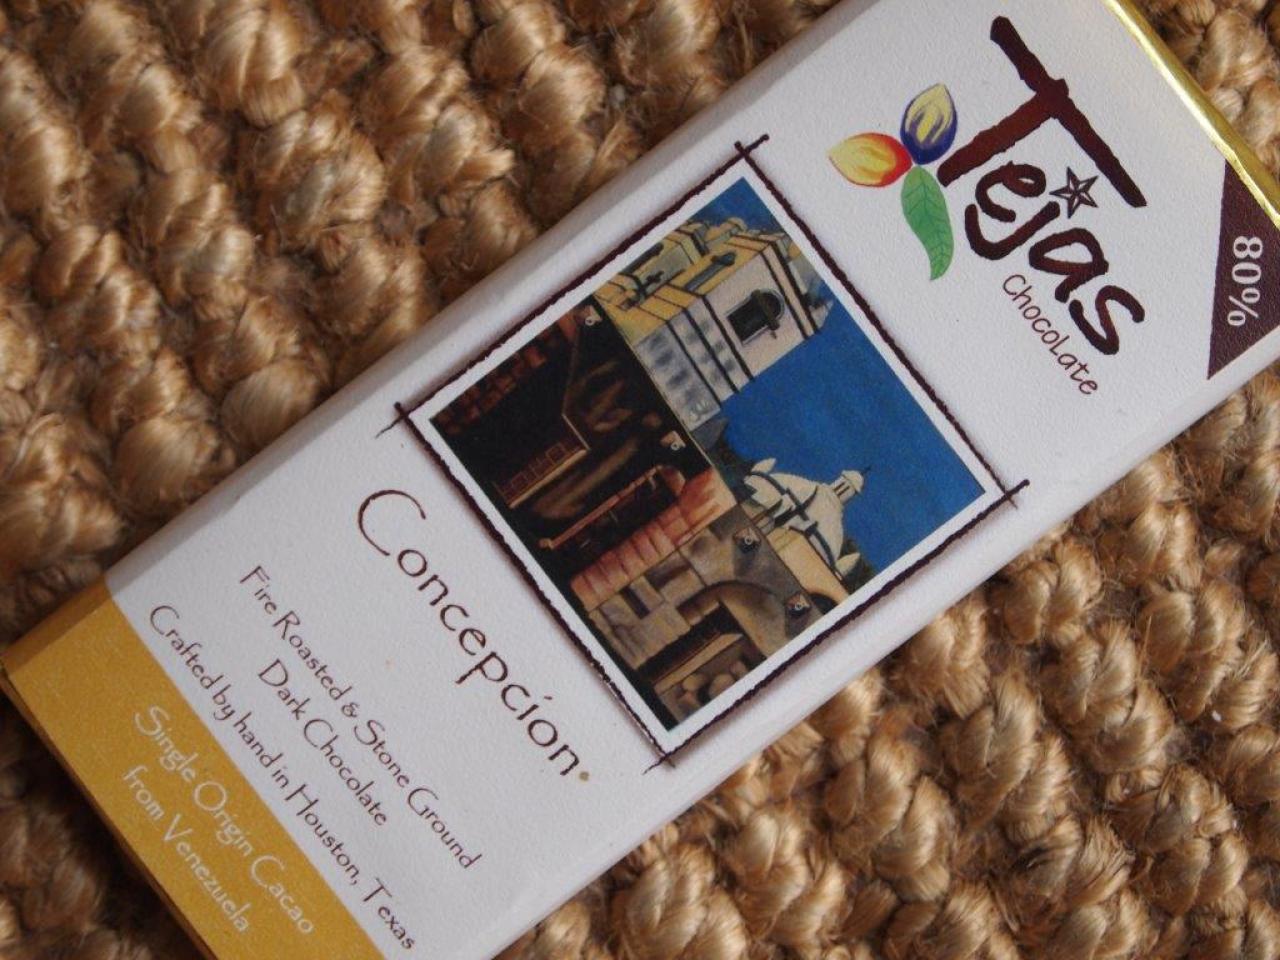 Tejas
Chocolate
80%
Concepcíon
Fire Roasted & Stone Ground
Dark Chocolate
Crafted by hand in Houston, Texas
Single Origin Cacao
from Venezuela